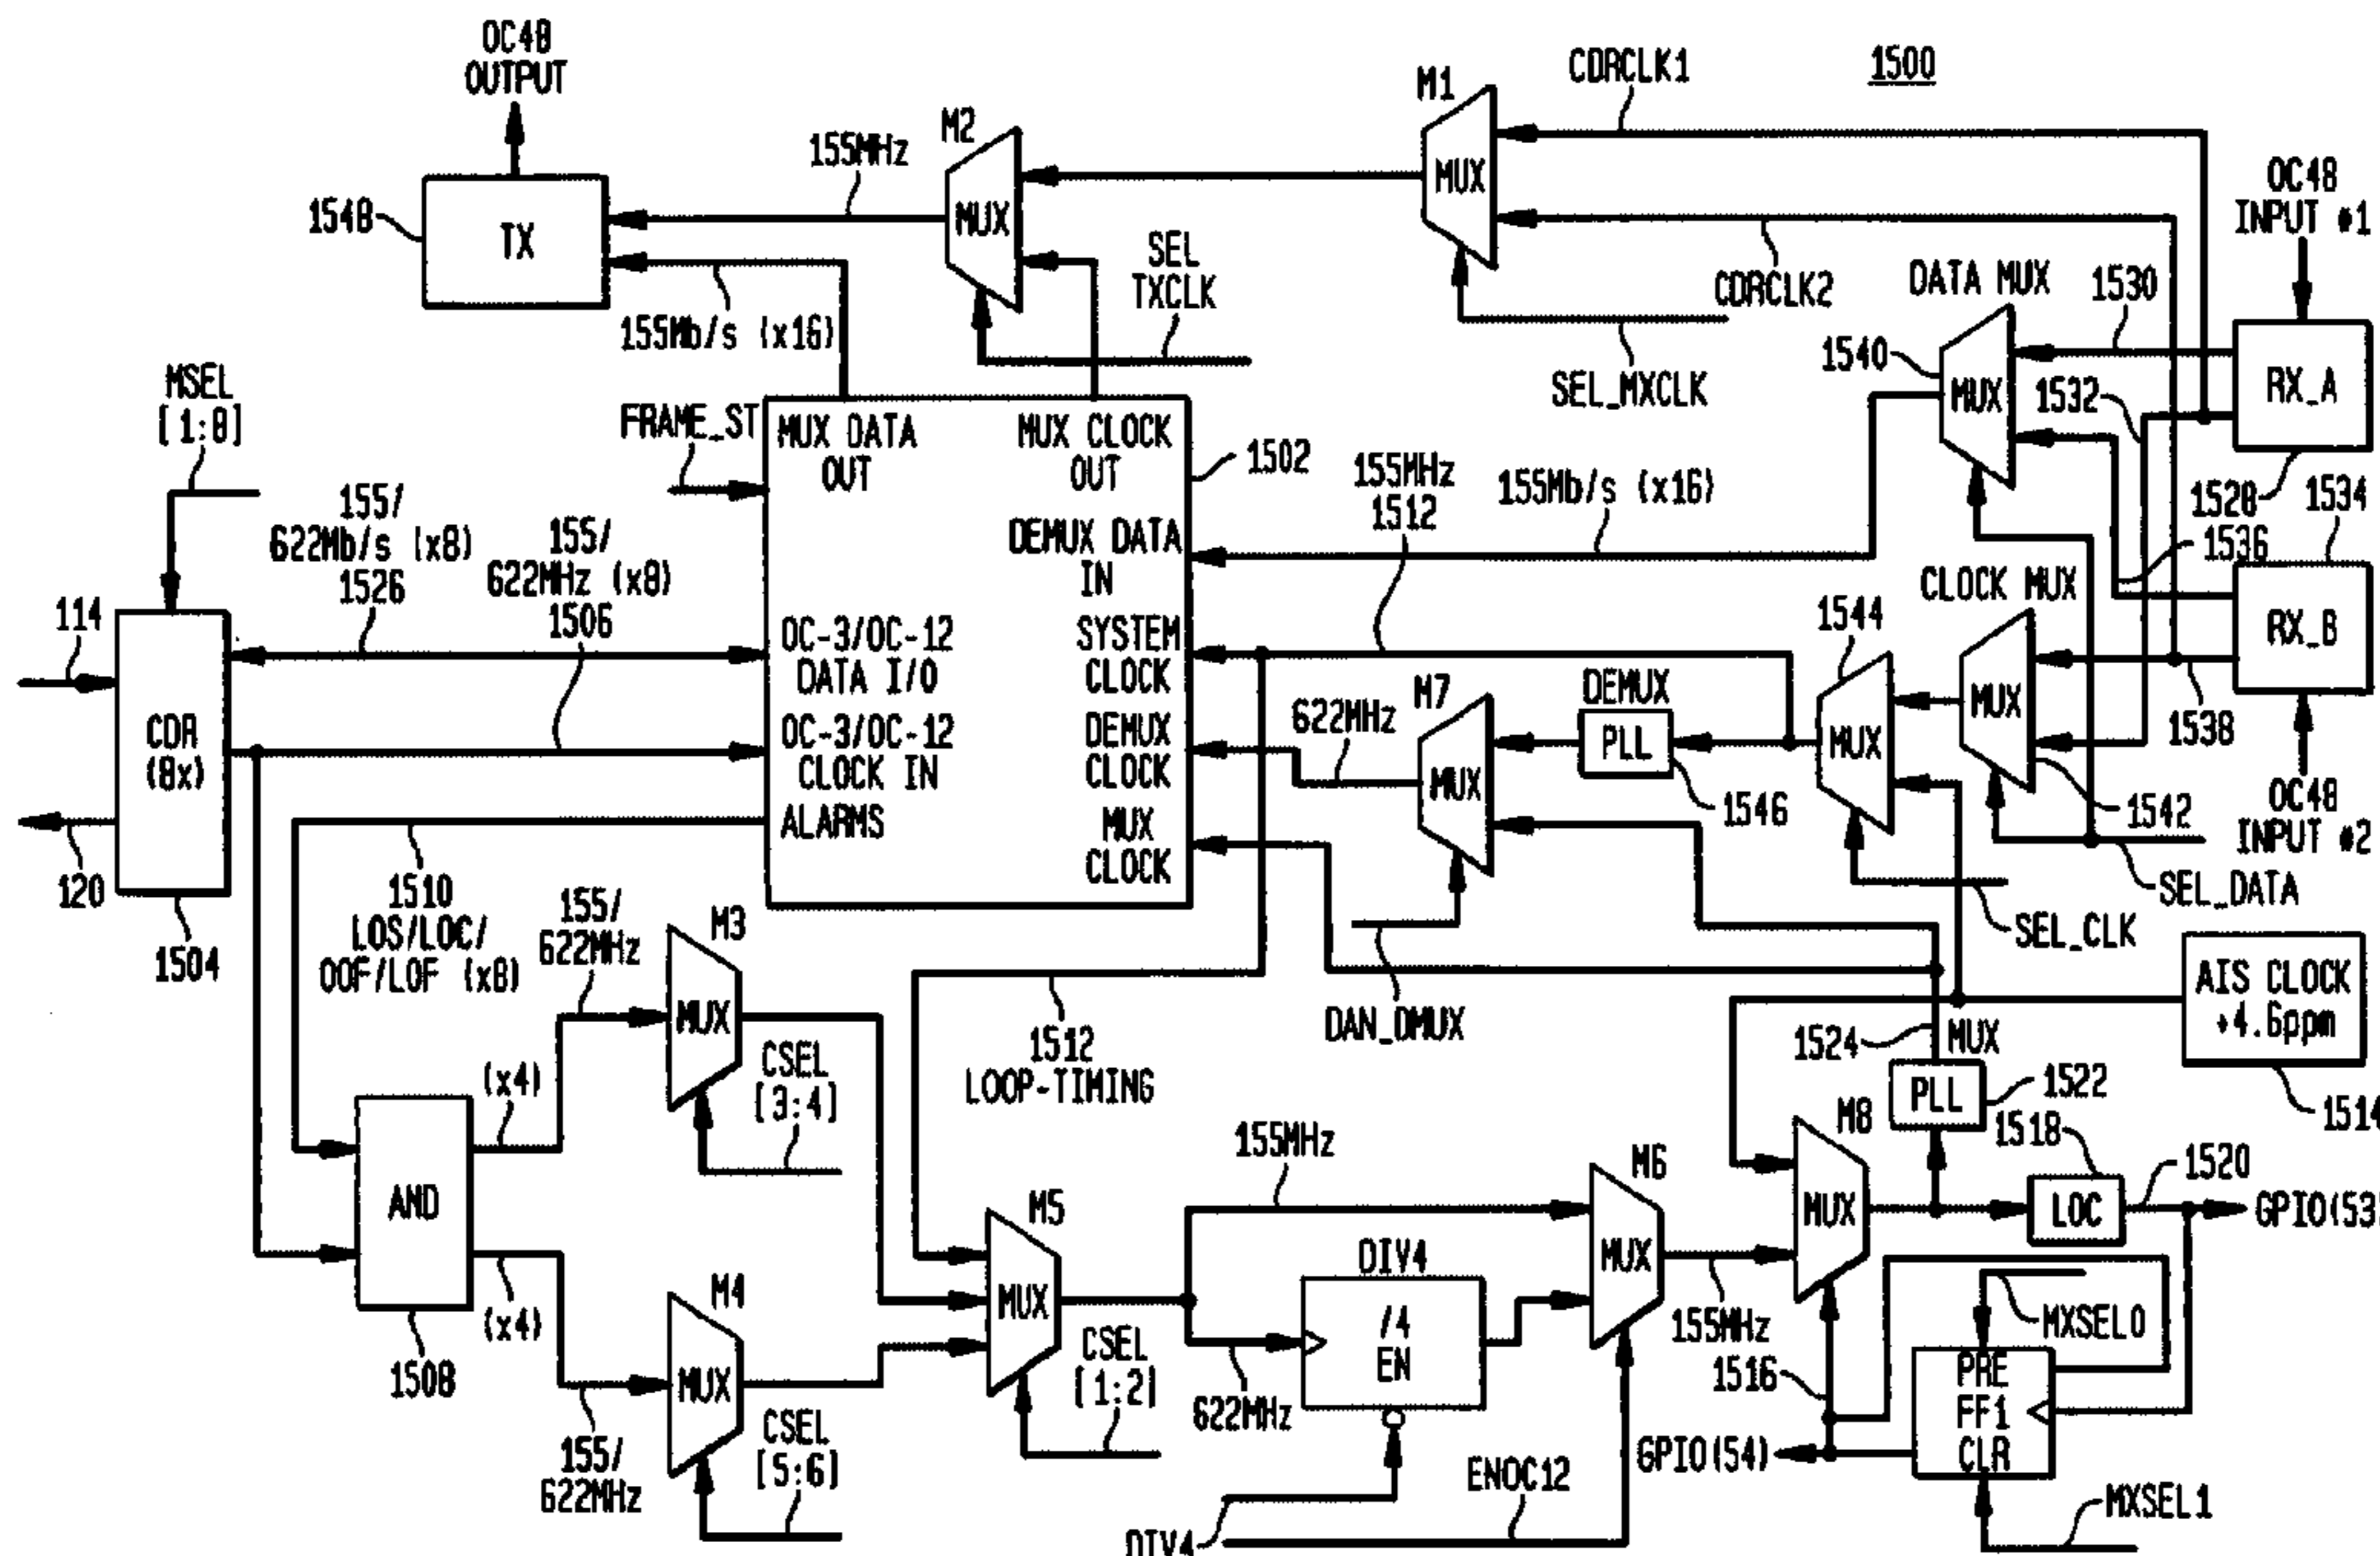 OC48
OUTPUT
1548
TX
155MHz
M2
MUX
M1
MUX
CDRCLK1
1500
OC48
INPUT #1
SEL
TXCLK
CDRCLK2
155Mb/s (x16)
SEL_MXCLK
DATA MUX
1530
1540
MUX
1532
RX_A
MSEL
[1:8]
FRAME_ST
MUX DATA
OUT
MUX CLOCK
OUT
1502
155MHz
1512
155Mb/s (x16)
1528
1534
155/
622Mb/s (x8)
1526
155/
622MHz (x8)
1506
DEMUX DATA
IN
1536
CLOCK MUX
RX_B
114
OC-3/OC-12
DATA I/O
SYSTEM
CLOCK
1544
CDR
(8x)
OC-3/OC-12
CLOCK IN
DEMUX
CLOCK
622MHz
M7
MUX
DEMUX
PLL
1546
MUX
MUX
1538
1542
OC48
INPUT #2
ALARMS
MUX
CLOCK
120
1504
1510
LOS/LOC/
OOF/LOF (x8)
155/
622MHz
M3
MUX
SEL_DATA
SEL_CLK
DAN_DMUX
AIS CLOCK
+4.6ppm
1514
CSEL
[3:4]
1512
LOOP-TIMING
1524
MUX
PLL
1522
(x4)
AND
1508
(x4)
155/
622MHz
M4
MUX
CSEL
[5:6]
M5
MUX
CSEL
[1:2]
155MHz
DIV4
/4
EN
622MHz
M6
MUX
155MHz
M8
MUX
1518
LOC
1520
GPIO(53)
MXSEL0
1516
PRE
FF1
CLR
GPIO(54)
ENOC12
DIV4
MXSEL1